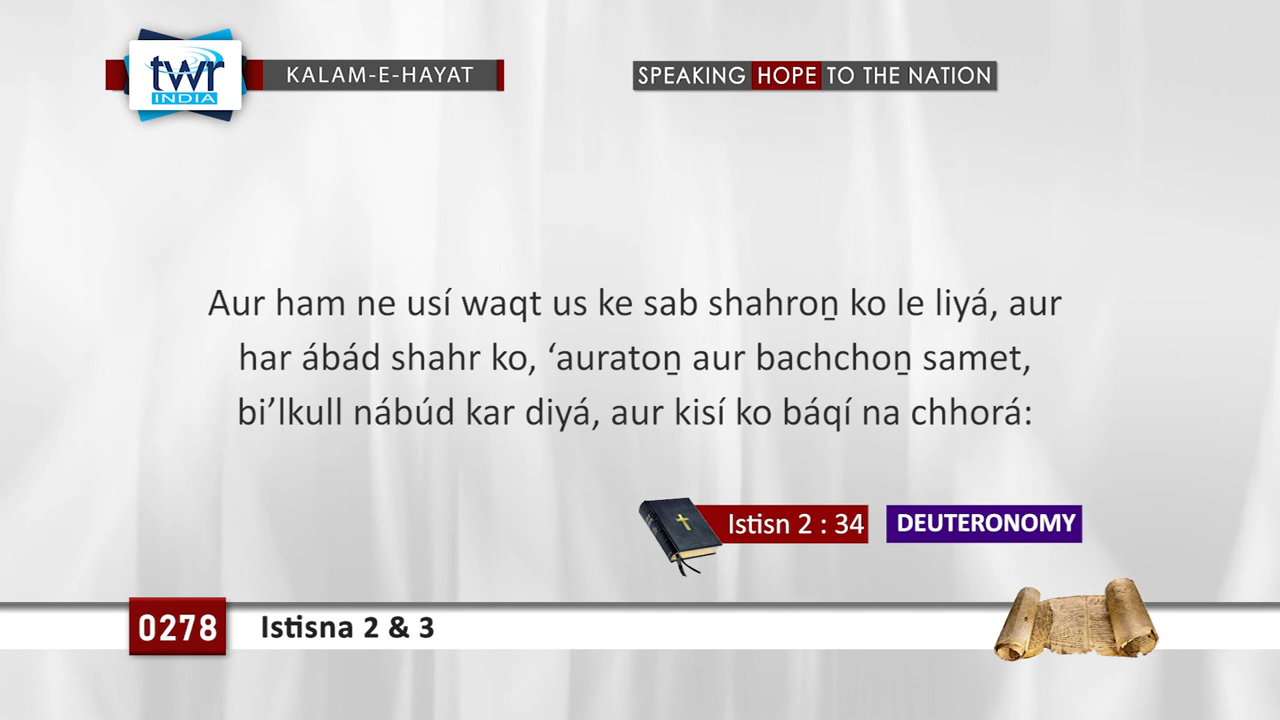 twr
INDIA
KALAM-E-HAYAT
SPEAKING HOPE TO THE NATION
Aur ham ne usí waqt us ke sab shahroṉ ko le liyá, aur
har ábád shahr ko, ‘auratoṉ aur bachchoṉ samet,
bi’lkull nábúd kar diyá, aur kisí ko báqí na chhorá:
Istisn 2 : 34
DEUTERONOMY
0278
Istisna 2 & 3